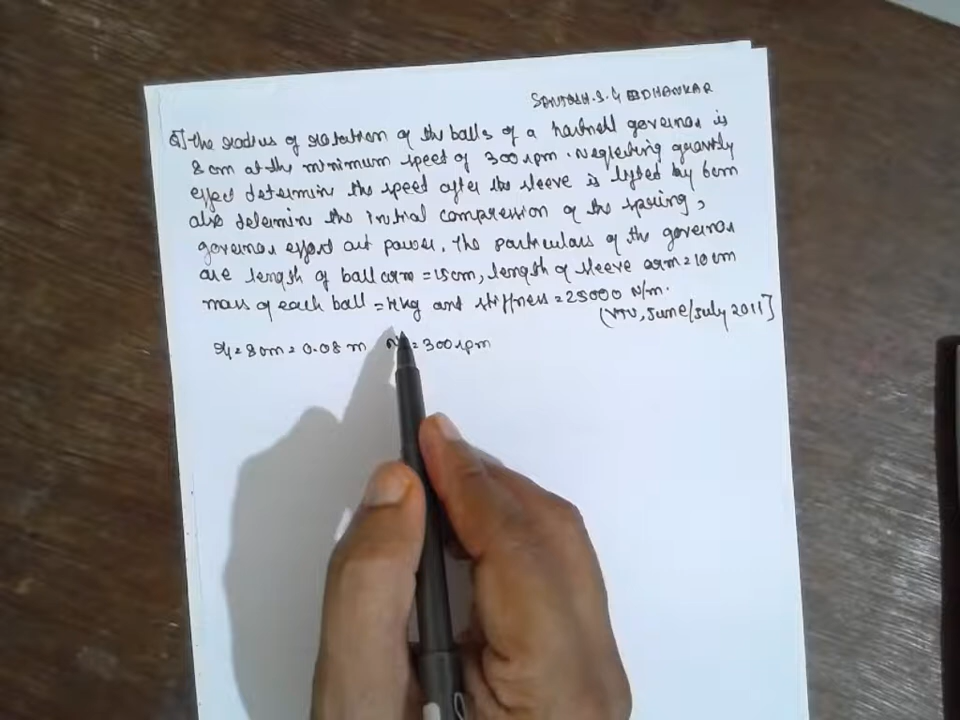 SANTOSH.S.G BDHANKAR
Q] The radius of rotation of the balls of a hartnell governor is
8 cm at the minimum speed of 300 rpm. Neglecting gravity
effect determin the speed after the sleeve is lifted by 6cm
also determin the initial compression of the spring,
governor effort and power. The particulars of the governor
are length of ball arm = 15cm, length of sleeve arm = 10 cm
mass of each ball = 4kg and stiffness = 25000 N/m.
(VTU, June/July 2011]
r₁ = 8cm = 0.08 m = 300 rpm